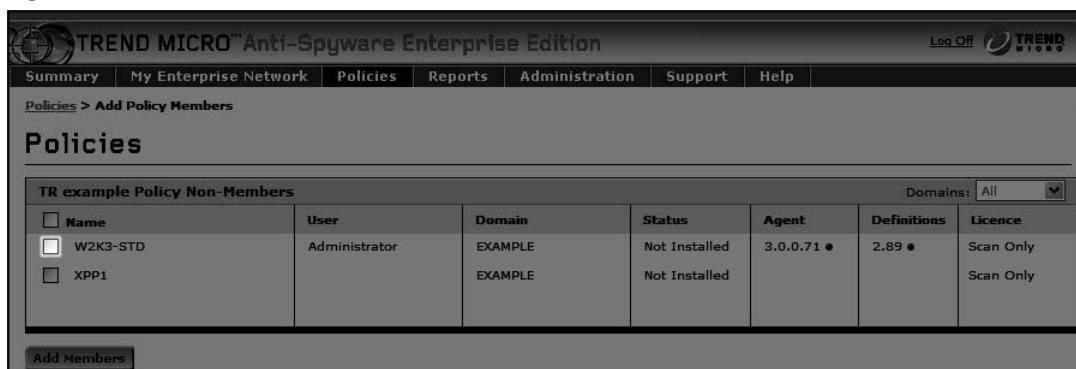 TREND MICRO™ Anti-Spyware Enterprise Edition Log Off TREND MICRO
Summary My Enterprise Network Policies Reports Administration Support Help
Policies > Add Policy Members
Policies
TR example Policy Non-Members Domains: All
Name User Domain Status Agent Definitions Licence
W2K3-STD Administrator EXAMPLE Not Installed 3.0.0.71 2.89 Scan Only
XPP1 EXAMPLE Not Installed Scan Only
Add Members